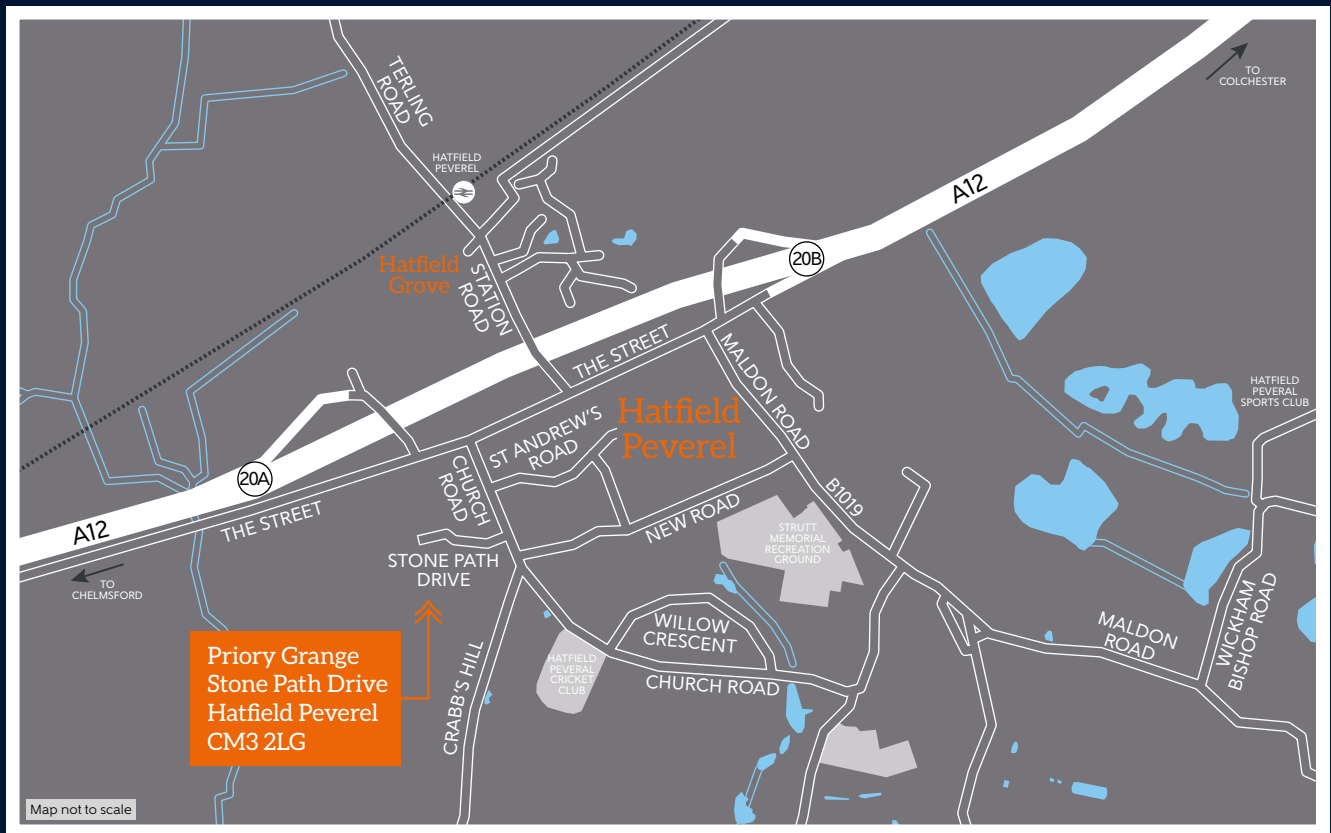 TERLING
ROAD
TO
COLCHESTER
HATFIELD
PEVEREL
A12
Hatfield
Grove
STATION
ROAD
20B
THE STREET
MALDON ROAD
HATFIELD
PEVERAL
SPORTS CLUB
Hatfield
Peverel
ST ANDREW'S
ROAD
CHURCH
ROAD
20A
A12
THE STREET
B1019
NEW ROAD
STRUTT
MEMORIAL
RECREATION
GROUND
STONE PATH
DRIVE
TO
CHELMSFORD
WICKHAM
BISHOP ROAD
WILLOW
CRESCENT
MALDON
ROAD
Priory Grange
Stone Path Drive
Hatfield Peverel
CM3 2LG
HATFIELD
PEVERAL
CRICKET
CLUB
CHURCH ROAD
CRABB'S HILL
Map not to scale